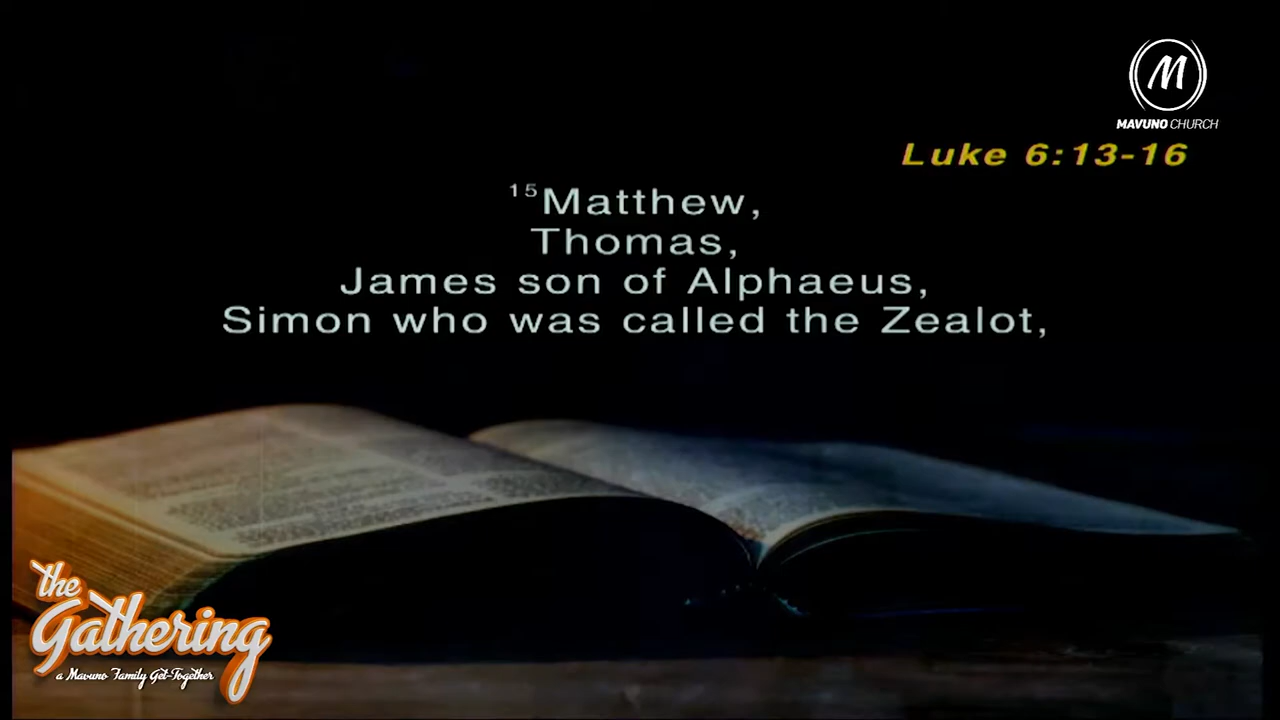 M
MAVUNO CHURCH
Luke 6:13-16
15Matthew,
Thomas,
James son of Alphaeus,
Simon who was called the Zealot,
the
Gathering
a Mavuno Family Get-Together